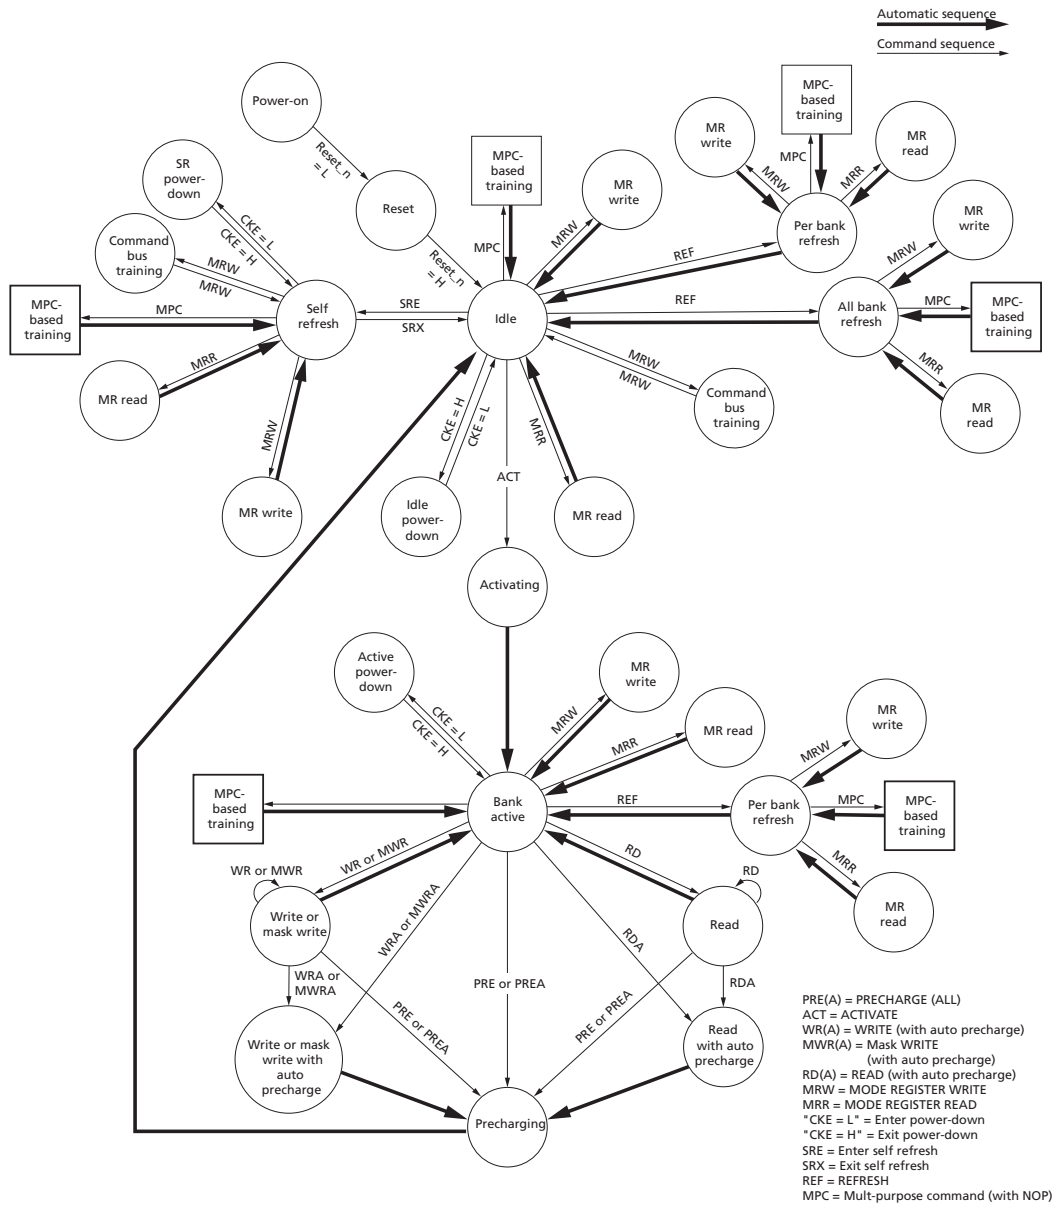 Automatic sequence
Command sequence
Power-on
Reset_n
= L
Reset
Reset_n
= H
SR
power-
down
CKE = L
CKE = H
Command
bus
training
MRW
MRW
MPC-
based
training
MPC
Self
refresh
MRR
MR read
MRW
MR write
SRE
SRX
Idle
MPC-
based
training
MPC
MR
write
MRW
MR
write
MRW
MPC-
based
training
MPC
MR
read
MRR
Per bank
refresh
REF
MR
write
MRW
REF
All bank
refresh
MPC
MPC-
based
training
MRR
MR
read
MRW
MRW
Command
bus
training
CKE = H
CKE = L
Idle
power-
down
ACT
MRR
MR read
Activating
Active
power-
down
CKE = L
CKE = H
MR
write
MRW
MR read
MRR
MPC-
based
training
Bank
active
REF
Per bank
refresh
MR
write
MRW
MPC
MPC-
based
training
MRR
MR
read
WR or MWR
WR or MWR
Write or
mask write
RD
RD
Read
WRA or MWRA
RDA
WRA or
MWRA
PRE or PREA
PRE or PREA
PRE or PREA
RDA
Write or mask
write with
auto
precharge
Read
with auto
precharge
Precharging
PRE(A) = PRECHARGE (ALL)
ACT = ACTIVATE
WR(A) = WRITE (with auto precharge)
MWR(A) = Mask WRITE
(with auto precharge)
RD(A) = READ (with auto precharge)
MRW = MODE REGISTER WRITE
MRR = MODE REGISTER READ
"CKE = L" = Enter power-down
"CKE = H" = Exit power-down
SRE = Enter self refresh
SRX = Exit self refresh
REF = REFRESH
MPC = Mult-purpose command (with NOP)